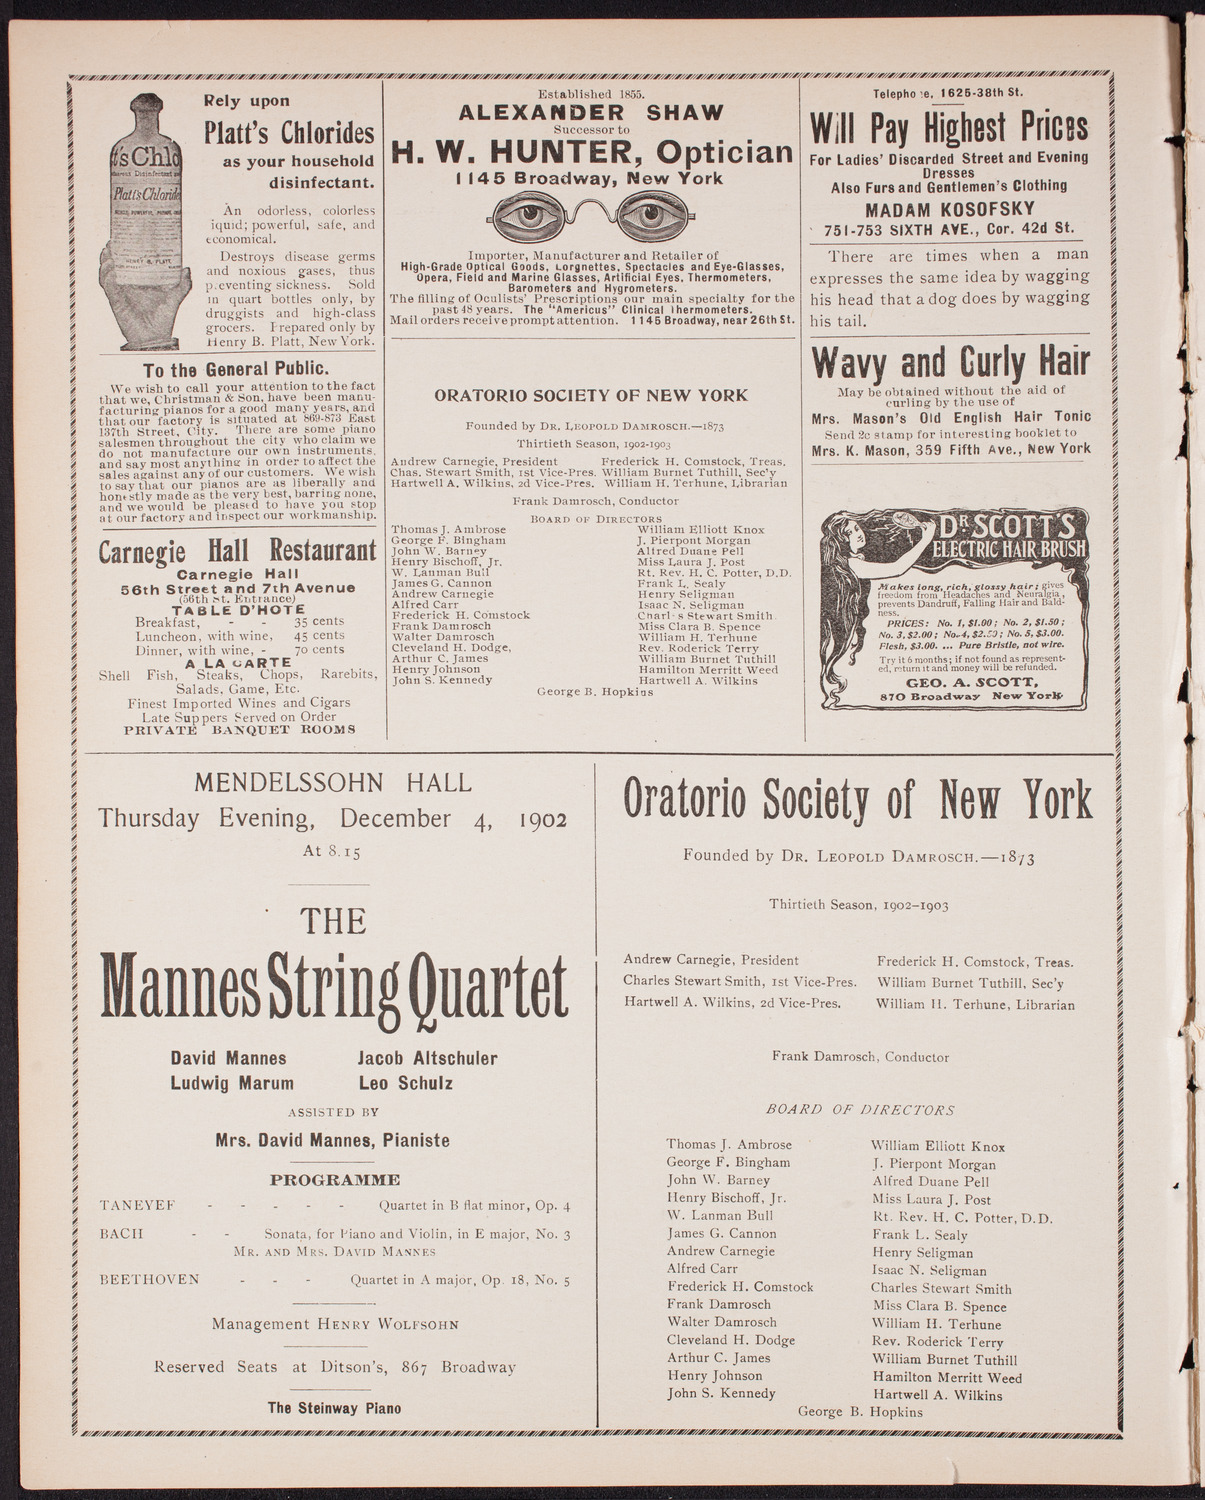 Rely upon
Platt's Chlorides
as your household
disinfectant.
An odorless, colorless
iquid; powerful, safe, and
economical.
Destroys disease germs
and noxious gases, thus
p.eventing sickness. Sold
in quart bottles only, by
druggists and high-class
grocers. Prepared only by
Henry B. Platt, New York.
't's Chlo
Platt's Chloride
HENRY B. PLATT
To the General Public.
We wish to call your attention to the fact
that we, Christman & Son, have been manu-
facturing pianos for a good many years, and
that our factory is situated at 869-873 East
137th Street, City. There are some piano
salesmen throughout the city who claim we
do not manufacture our own instruments,
and say most anything in order to affect the
sales against any of our customers. We wish
to say that our pianos are as liberally and
honestly made as the very best, barring none,
and we would be pleased to have you stop
at our factory and inspect our workmanship.
Carnegie Hall Restaurant
Carnegie Hall
56th Street and 7th Avenue
(56th St. Entrance)
TABLE D'HOTE
Breakfast, - - 35 cents
Luncheon, with wine, 45 cents
Dinner, with wine, - 70 cents
A LA CARTE
Shell Fish, Steaks, Chops, Rarebits,
Salads, Game, Etc.
Finest Imported Wines and Cigars
Late Suppers Served on Order
PRIVATE BANQUET ROOMS
Established 1855.
ALEXANDER SHAW
Successor to
H. W. HUNTER, Optician
1145 Broadway, New York
Importer, Manufacturer and Retailer of
High-Grade Optical Goods, Lorgnettes, Spectacles and Eye-Glasses,
Opera, Field and Marine Glasses, Artificial Eyes, Thermometers,
Barometers and Hygrometers.
The filling of Oculists' Prescriptions our main specialty for the
past 48 years. The "Americus" Clinical Thermometers.
Mail orders receive prompt attention. 1145 Broadway, near 26th St.
ORATORIO SOCIETY OF NEW YORK
Founded by DR. LEOPOLD DAMROSCH.—1873
Thirtieth Season, 1902-1903
Andrew Carnegie, President Frederick H. Comstock, Treas.
Chas. Stewart Smith, 1st Vice-Pres. William Burnet Tuthill, Sec'y
Hartwell A. Wilkins, 2d Vice-Pres. William H. Terhune, Librarian
Frank Damrosch, Conductor
BOARD OF DIRECTORS
Thomas J. Ambrose William Elliott Knox
George F. Bingham J. Pierpont Morgan
John W. Barney Alfred Duane Pell
Henry Bischoff, Jr. Miss Laura J. Post
W. Lanman Bull Rt. Rev. H. C. Potter, D.D.
James G. Cannon Frank L. Sealy
Andrew Carnegie Henry Seligman
Alfred Carr Isaac N. Seligman
Frederick H. Comstock Charl s Stewart Smith
Frank Damrosch Miss Clara B. Spence
Walter Damrosch William H. Terhune
Cleveland H. Dodge, Rev. Roderick Terry
Arthur C. James William Burnet Tuthill
Henry Johnson Hamilton Merritt Weed
John S. Kennedy Hartwell A. Wilkins
George B. Hopkins
Telepho e, 1625-38th St.
Will Pay Highest Prices
For Ladies' Discarded Street and Evening
Dresses
Also Furs and Gentlemen's Clothing
MADAM KOSOFSKY
751-753 SIXTH AVE., Cor. 42d St.
There are times when a man
expresses the same idea by wagging
his head that a dog does by wagging
his tail.
Wavy and Curly Hair
May be obtained without the aid of
curling by the use of
Mrs. Mason's Old English Hair Tonic
Send 2c stamp for interesting booklet to
Mrs. K. Mason, 359 Fifth Ave., New York
DR. SCOTT'S
ELECTRIC HAIR BRUSH
Makes long, rich, glossy hair; gives
freedom from Headaches and Neuralgia,
prevents Dandruff, Falling Hair and Bald-
ness.
PRICES: No. 1, $1.00; No. 2, $1.50;
No. 3, $2.00; No. 4, $2.50; No. 5, $3.00.
Flesh, $3.00. ... Pure Bristle, not wire.
Try it 6 months; if not found as represent-
ed, return it and money will be refunded.
GEO. A. SCOTT,
870 Broadway New York
MENDELSSOHN HALL
Thursday Evening, December 4, 1902
At 8.15
THE
Mannes String Quartet
David Mannes Jacob Altschuler
Ludwig Marum Leo Schulz
ASSISTED BY
Mrs. David Mannes, Pianiste
PROGRAMME
TANEYEF - - - - - Quartet in B flat minor, Op. 4
BACH - - Sonata, for Piano and Violin, in E major, No. 3
MR. AND MRS. DAVID MANNES
BEETHOVEN - - - Quartet in A major, Op. 18, No. 5
Management HENRY WOLFSOHN
Reserved Seats at Ditson's, 867 Broadway
The Steinway Piano
Oratorio Society of New York
Founded by DR. LEOPOLD DAMROSCH.—1873
Thirtieth Season, 1902–1903
Andrew Carnegie, President Frederick H. Comstock, Treas.
Charles Stewart Smith, 1st Vice-Pres. William Burnet Tuthill, Sec'y
Hartwell A. Wilkins, 2d Vice-Pres. William H. Terhune, Librarian
Frank Damrosch, Conductor
BOARD OF DIRECTORS
Thomas J. Ambrose William Elliott Knox
George F. Bingham J. Pierpont Morgan
John W. Barney Alfred Duane Pell
Henry Bischoff, Jr. Miss Laura J. Post
W. Lanman Bull Rt. Rev. H. C. Potter, D.D.
James G. Cannon Frank L. Sealy
Andrew Carnegie Henry Seligman
Alfred Carr Isaac N. Seligman
Frederick H. Comstock Charles Stewart Smith
Frank Damrosch Miss Clara B. Spence
Walter Damrosch William H. Terhune
Cleveland H. Dodge Rev. Roderick Terry
Arthur C. James William Burnet Tuthill
Henry Johnson Hamilton Merritt Weed
John S. Kennedy Hartwell A. Wilkins
George B. Hopkins